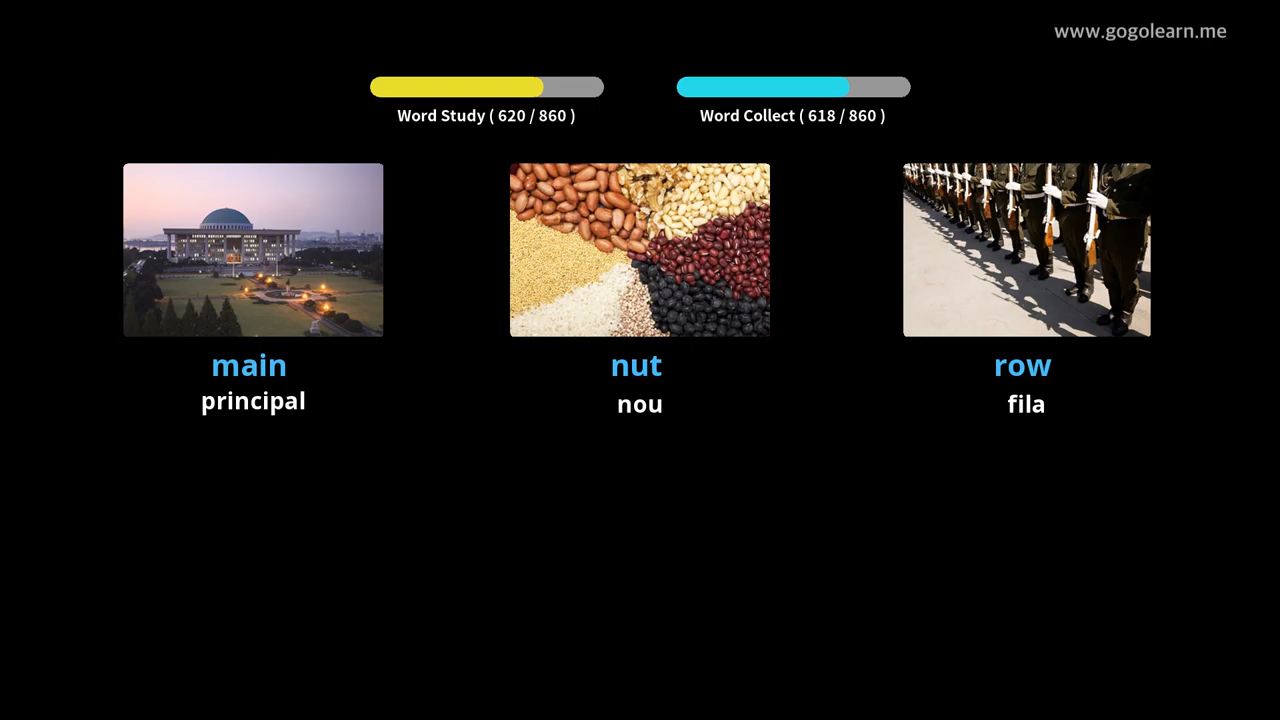 www.gogolearn.me
Word Study ( 620 / 860 )
Word Collect ( 618 / 860 )
main
principal
nut
nou
row
fila